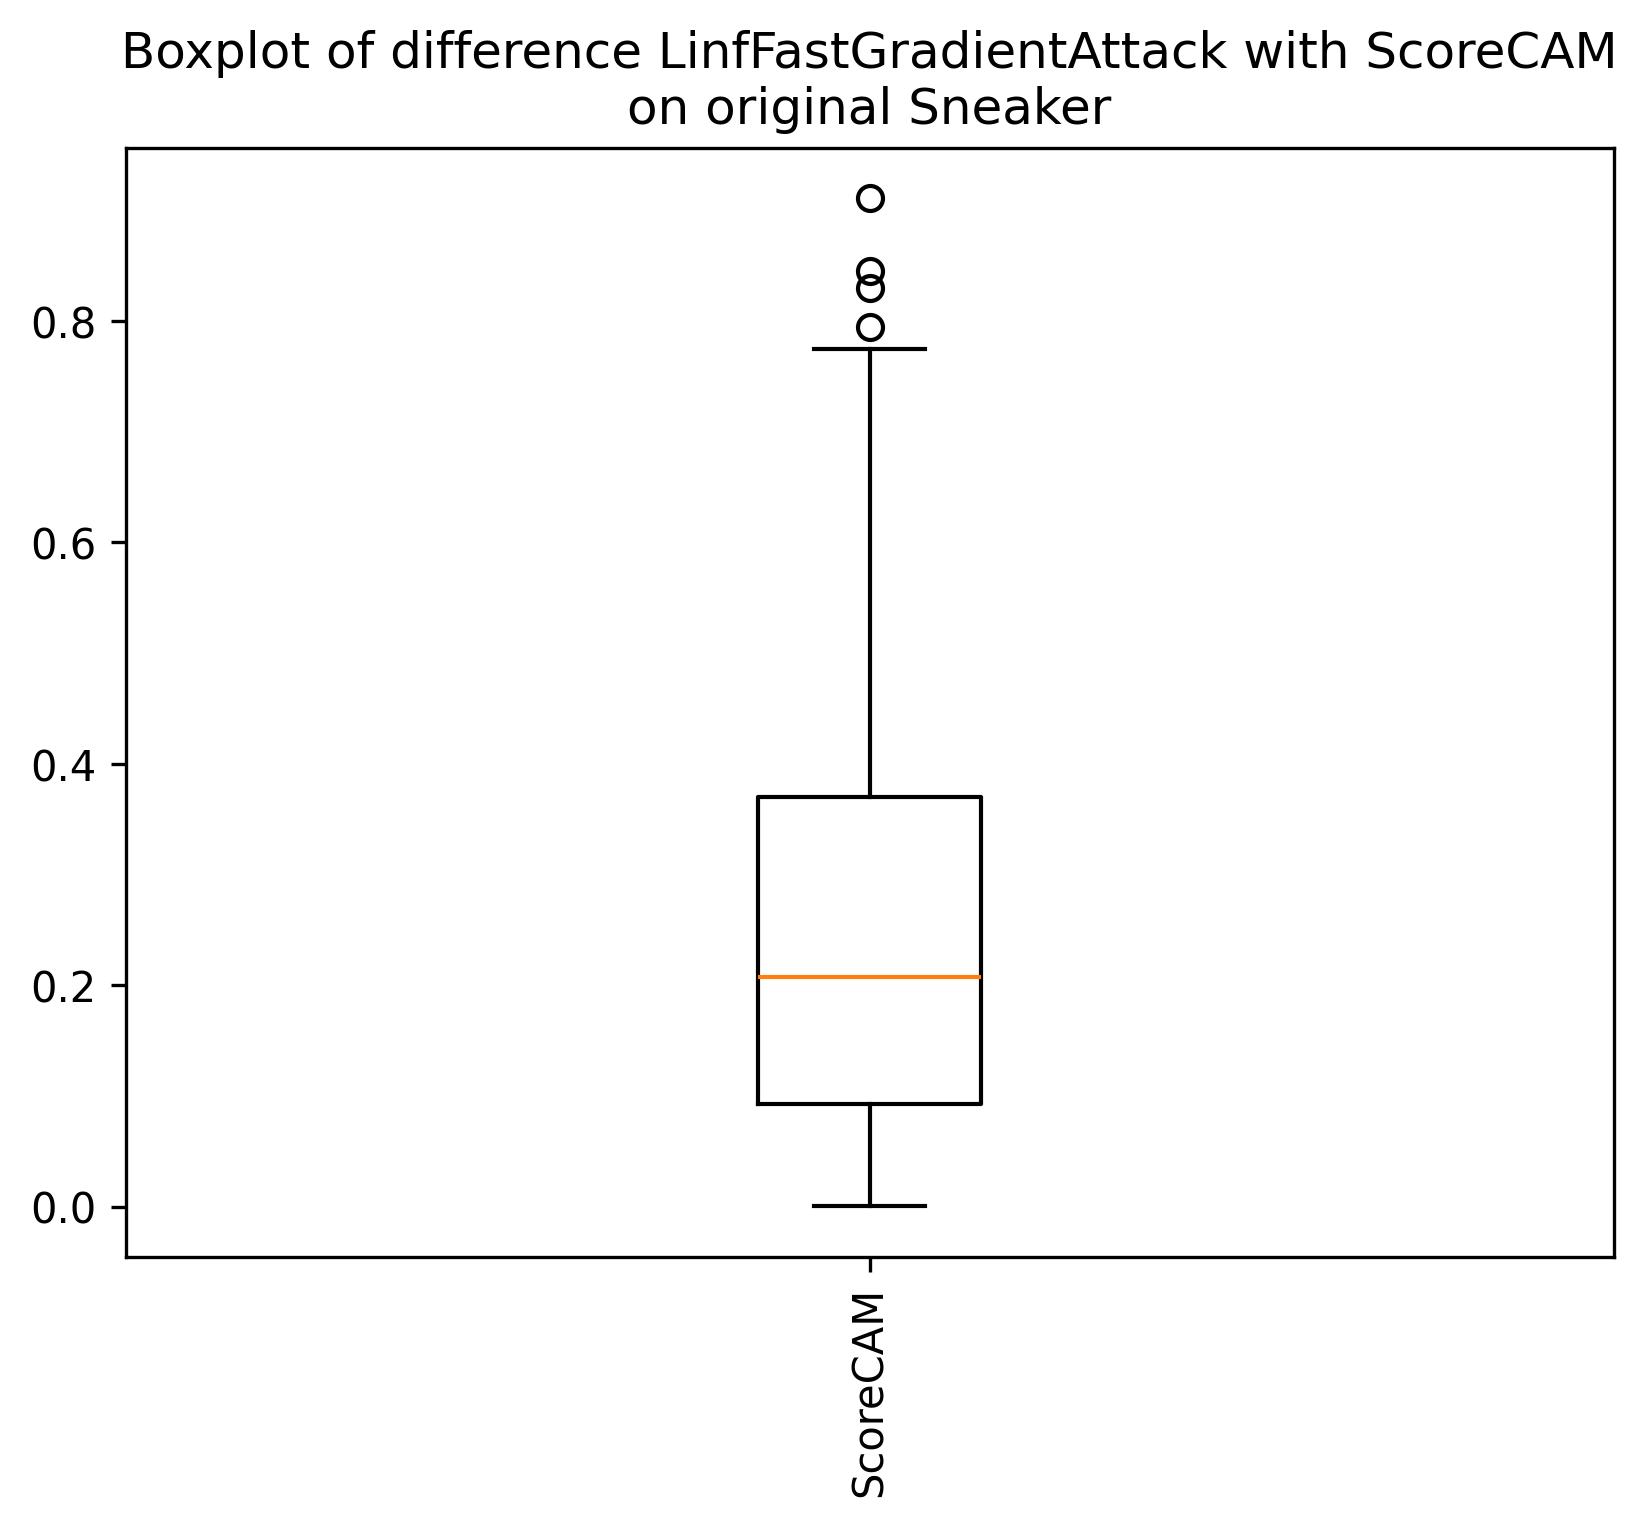 Boxplot of difference LinfFastGradientAttack with ScoreCAM
on original Sneaker
0.8
0.6
0.4
0.2
0.0
ScoreCAM